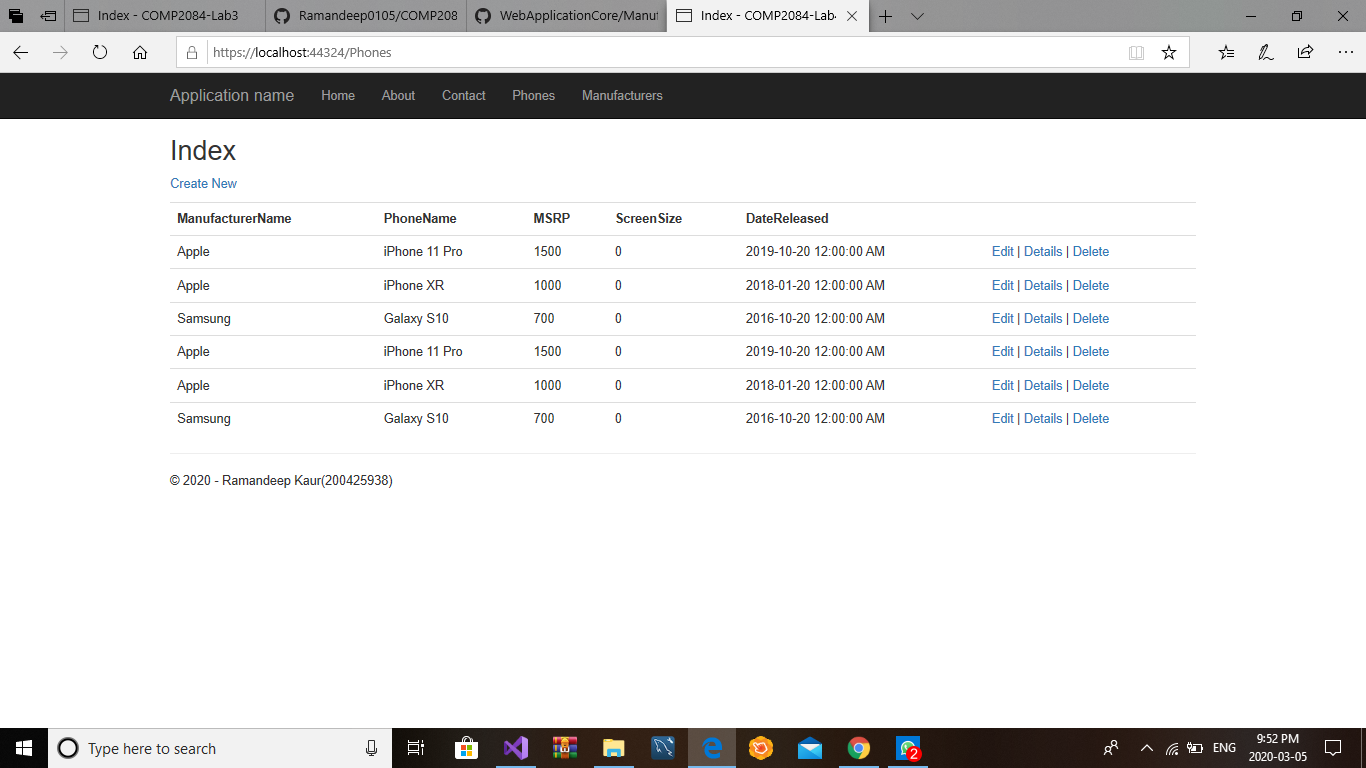 Index - COMP2084-Lab3 Ramandeep0105/COMP208 WebApplicationCore/Manuf Index - COMP2084-Lab4
https://localhost:44324/Phones
Application name Home About Contact Phones Manufacturers
Index
Create New
ManufacturerName PhoneName MSRP ScreenSize DateReleased
Apple iPhone 11 Pro 1500 0 2019-10-20 12:00:00 AM Edit | Details | Delete
Apple iPhone XR 1000 0 2018-01-20 12:00:00 AM Edit | Details | Delete
Samsung Galaxy S10 700 0 2016-10-20 12:00:00 AM Edit | Details | Delete
Apple iPhone 11 Pro 1500 0 2019-10-20 12:00:00 AM Edit | Details | Delete
Apple iPhone XR 1000 0 2018-01-20 12:00:00 AM Edit | Details | Delete
Samsung Galaxy S10 700 0 2016-10-20 12:00:00 AM Edit | Details | Delete
© 2020 - Ramandeep Kaur(200425938)
Type here to search 2 ENG 9:52 PM
2020-03-05